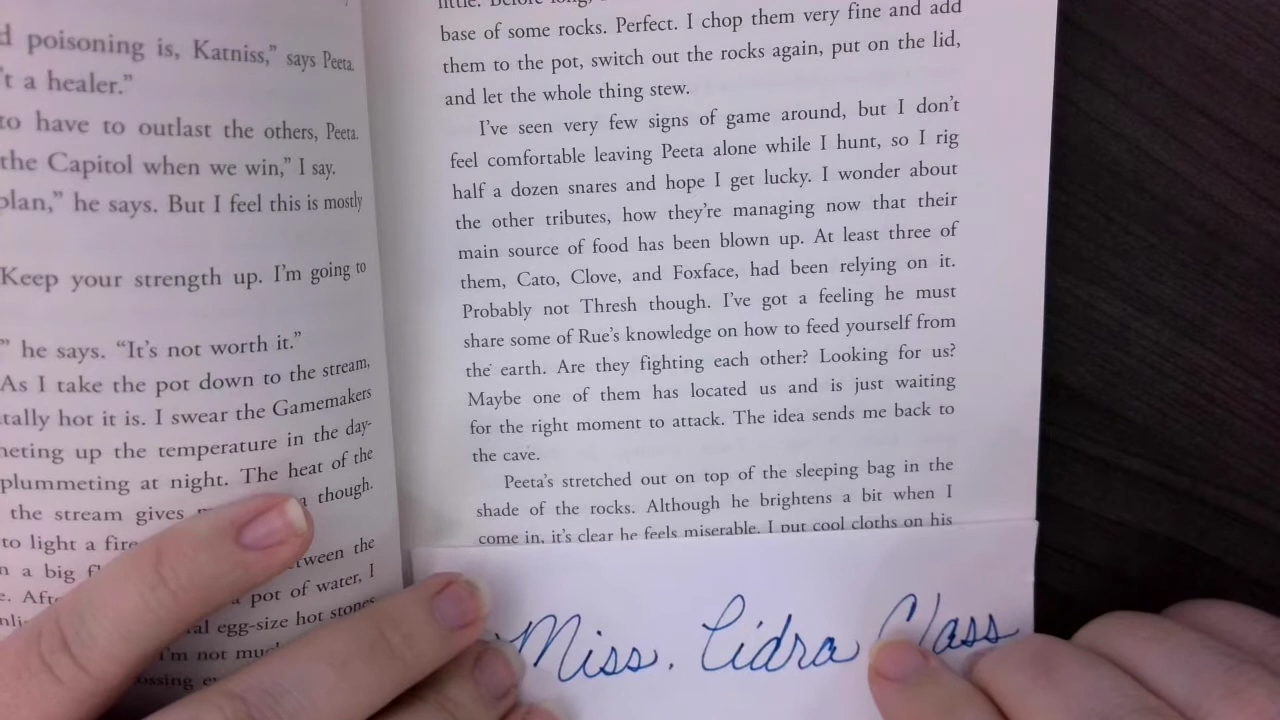 d poisoning is, Katniss," says Peeta.
't a healer."
to have to outlast the others, Peeta.
the Capitol when we win," I say.
plan," he says. But I feel this is mostly
Keep your strength up. I'm going to
" he says. "It's not worth it."
As I take the pot down to the stream,
tally hot it is. I swear the Gamemakers
neting up the temperature in the day-
plummeting at night. The heat of the
the stream gives though.
to light a fire
n a big between the
e. Afte a pot of water, I
nli al egg-size hot stones
I'm not
ossing
little. Before long,
base of some rocks. Perfect. I chop them very fine and add
them to the pot, switch out the rocks again, put on the lid,
and let the whole thing stew.
I've seen very few signs of game around, but I don't
feel comfortable leaving Peeta alone while I hunt, so I rig
half a dozen snares and hope I get lucky. I wonder about
the other tributes, how they're managing now that their
main source of food has been blown up. At least three of
them, Cato, Clove, and Foxface, had been relying on it.
Probably not Thresh though. I've got a feeling he must
share some of Rue's knowledge on how to feed yourself from
the earth. Are they fighting each other? Looking for us?
Maybe one of them has located us and is just waiting
for the right moment to attack. The idea sends me back to
the cave.
Peeta's stretched out on top of the sleeping bag in the
shade of the rocks. Although he brightens a bit when I
come in, it's clear he feels miserable. I put cool cloths on his
Miss. Cidra Class